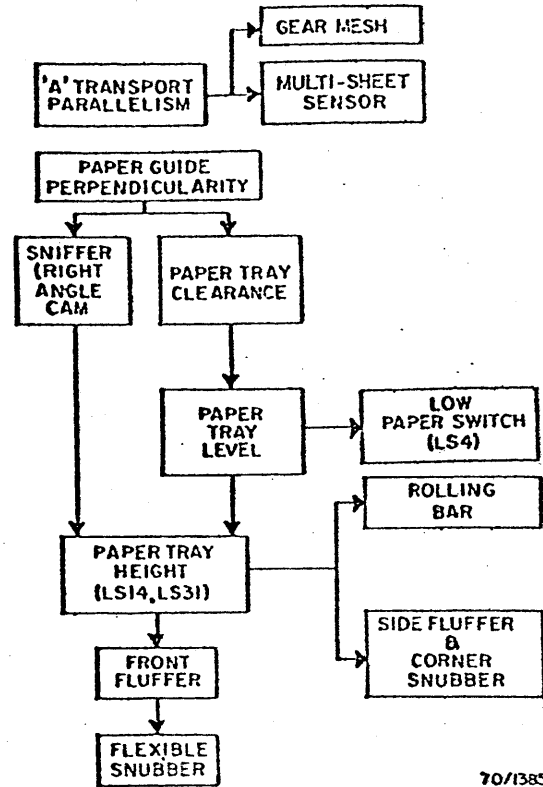 GEAR MESH
'A' TRANSPORT
PARALLELISM
MULTI-SHEET
SENSOR
PAPER GUIDE
PERPENDICULARITY
SNIFFER
(RIGHT
ANGLE
CAM
PAPER TRAY
CLEARANCE
PAPER
TRAY
LEVEL
LOW
PAPER SWITCH
(LS4)
ROLLING
BAR
PAPER TRAY
HEIGHT
(LS14,LS31)
SIDE FLUFFER
&
CORNER
SNUBBER
FRONT
FLUFFER
FLEXIBLE
SNUBBER
70/1385